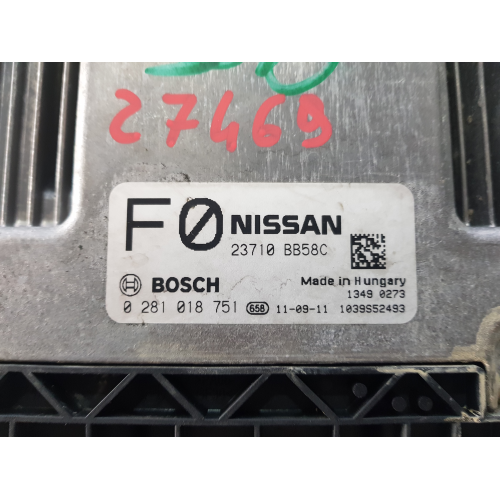 27469
F0 NISSAN
23710 BB58C
BOSCH
Made in Hungary
1349 0273
0 281 018 751 658 11-09-11 1039S52493